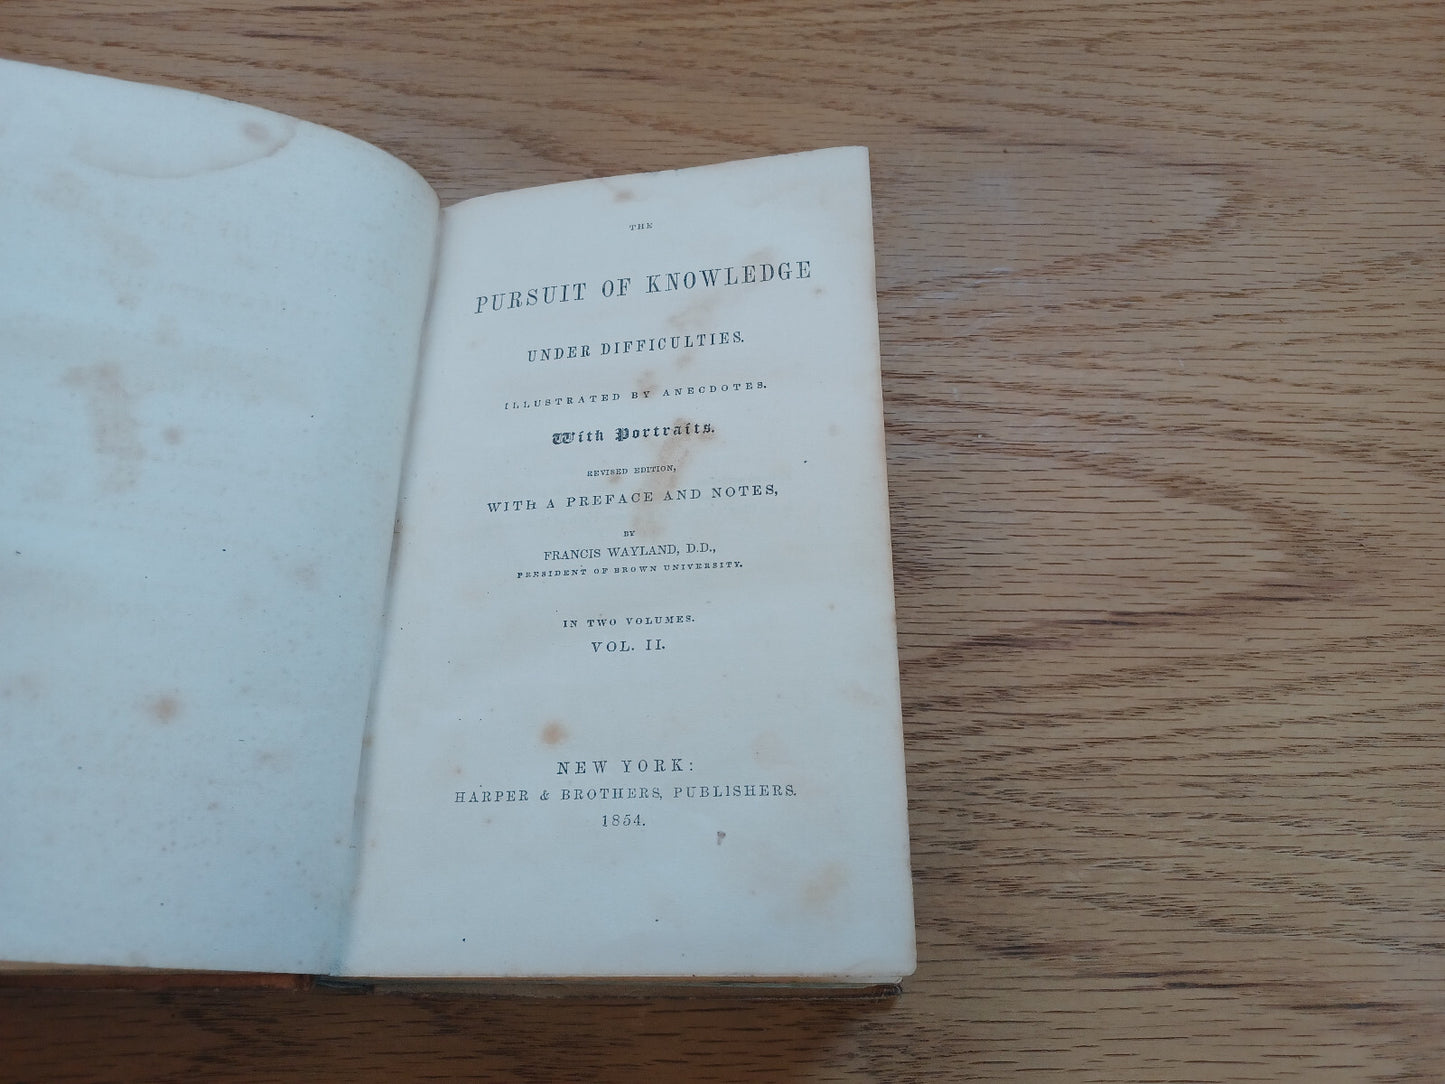 THE
PURSUIT OF KNOWLEDGE
UNDER DIFFICULTIES.
ILLUSTRATED BY ANECDOTES.
With Portraits.
REVISED EDITION,
WITH A PREFACE AND NOTES,
BY
FRANCIS WAYLAND, D.D.,
PRESIDENT OF BROWN UNIVERSITY.
IN TWO VOLUMES.
VOL. II.
NEW YORK:
HARPER & BROTHERS, PUBLISHERS.
1854.